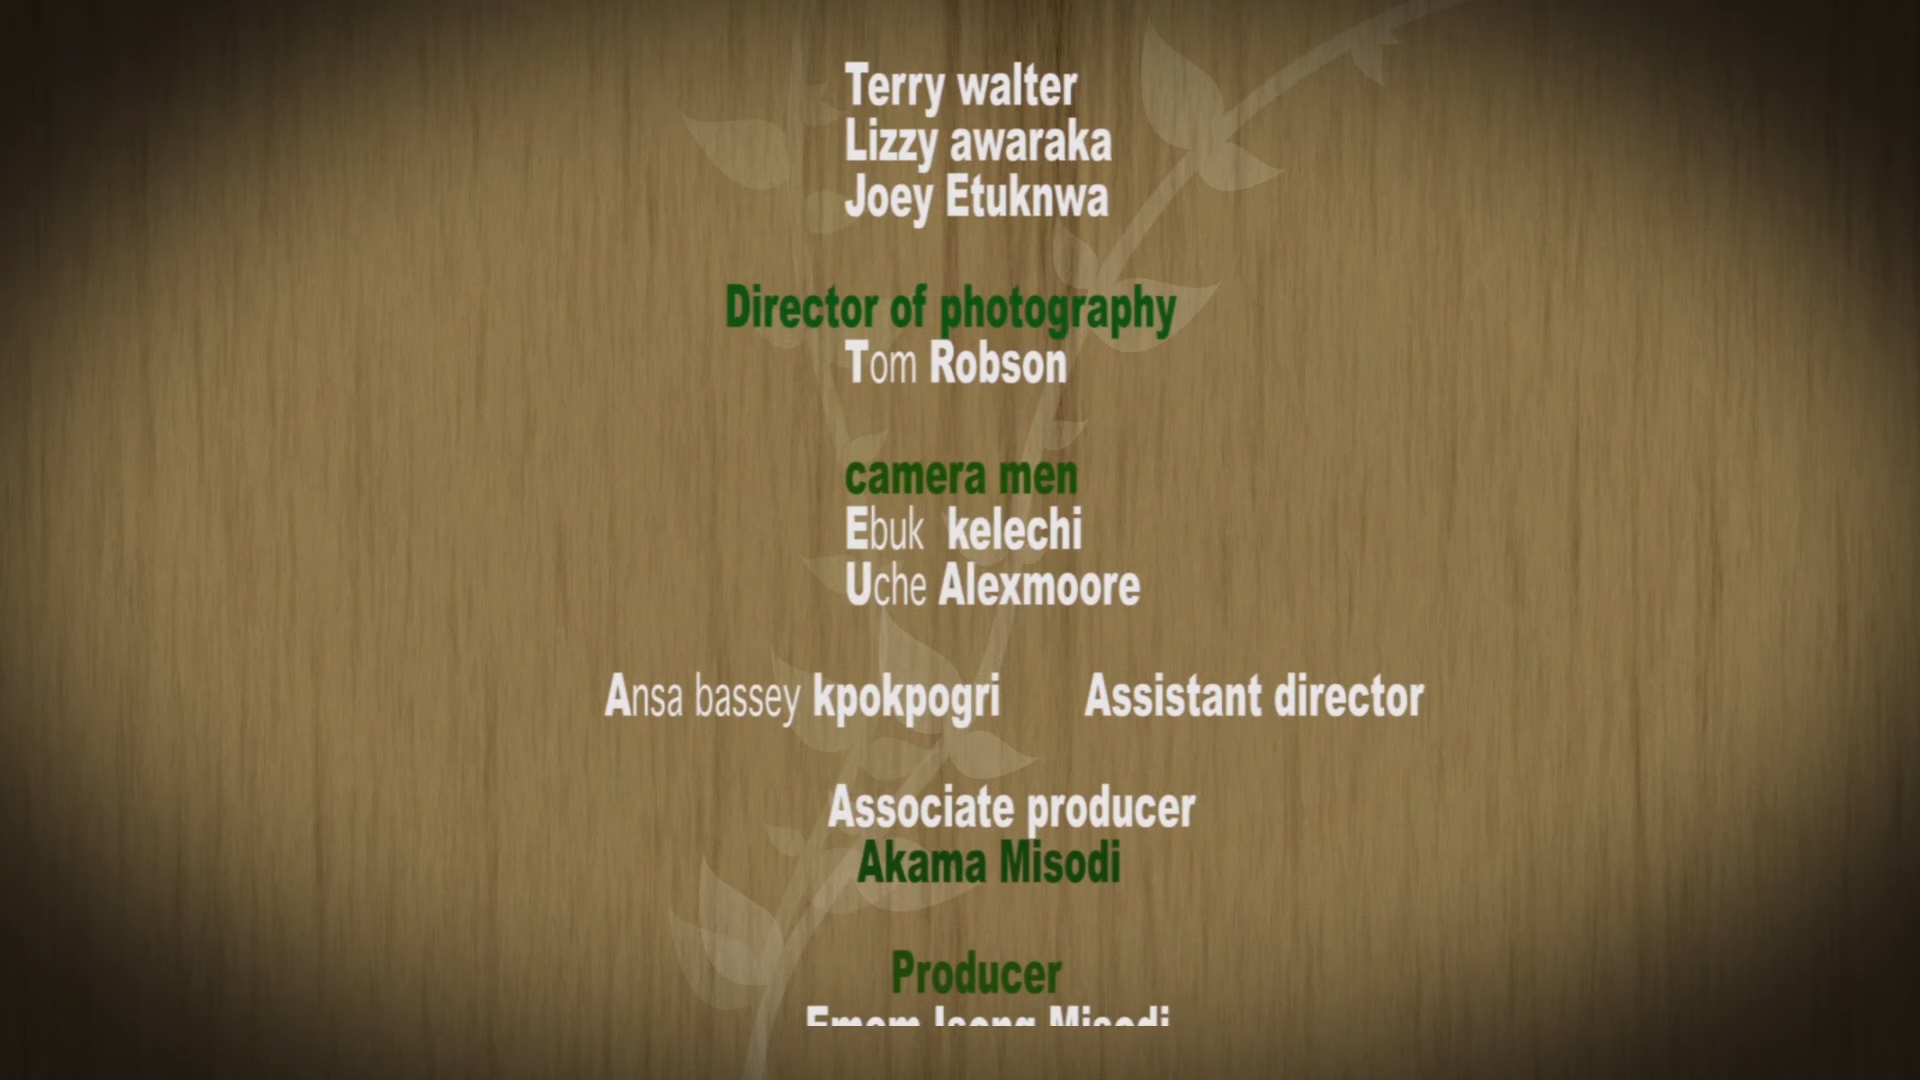 Terry walter
Lizzy awaraka
Joey Etuknwa
Director of photography
Tom Robson
camera men
Ebuk kelechi
Uche Alexmoore
Ansa bassey kpokpogri Assistant director
Associate producer
Akama Misodi
Producer
Emem Isong Misodi